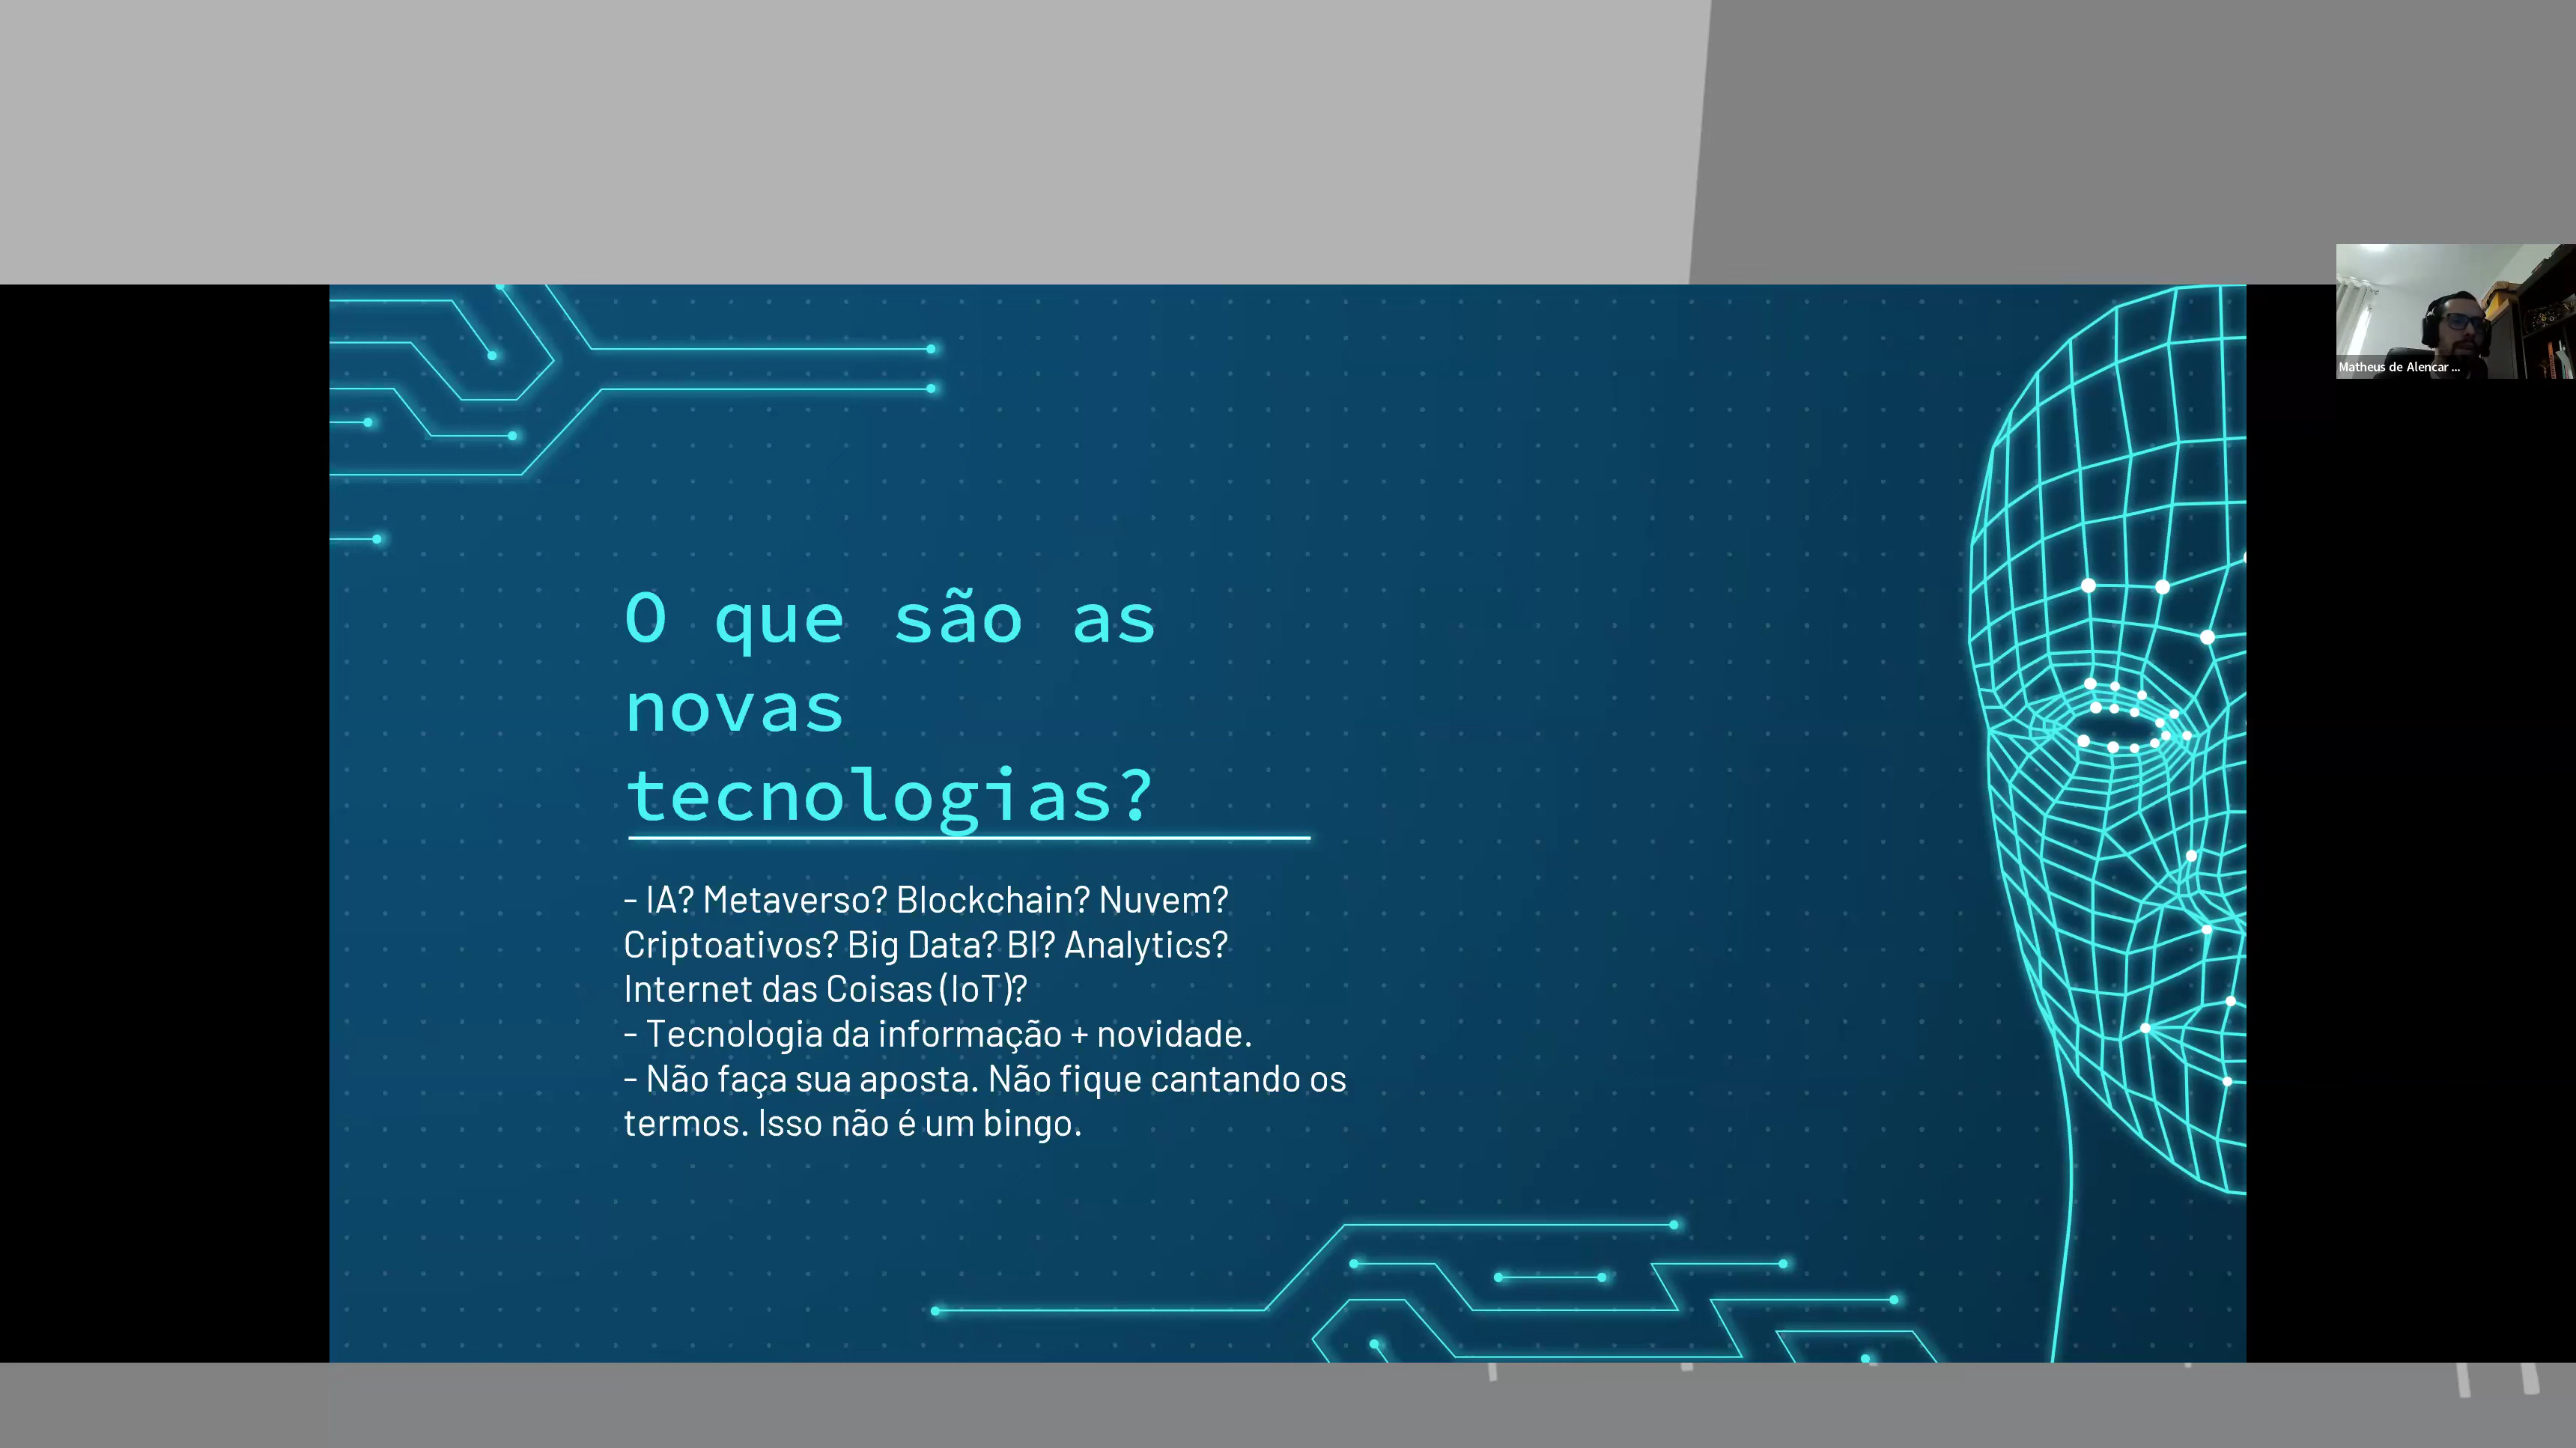 O que são as
novas
tecnologias?
- IA? Metaverso? Blockchain? Nuvem?
Criptoativos? Big Data? BI? Analytics?
Internet das Coisas (IoT)?
- Tecnologia da informação + novidade.
- Não faça sua aposta. Não fique cantando os
termos. Isso não é um bingo.
Matheus de Alencar ...